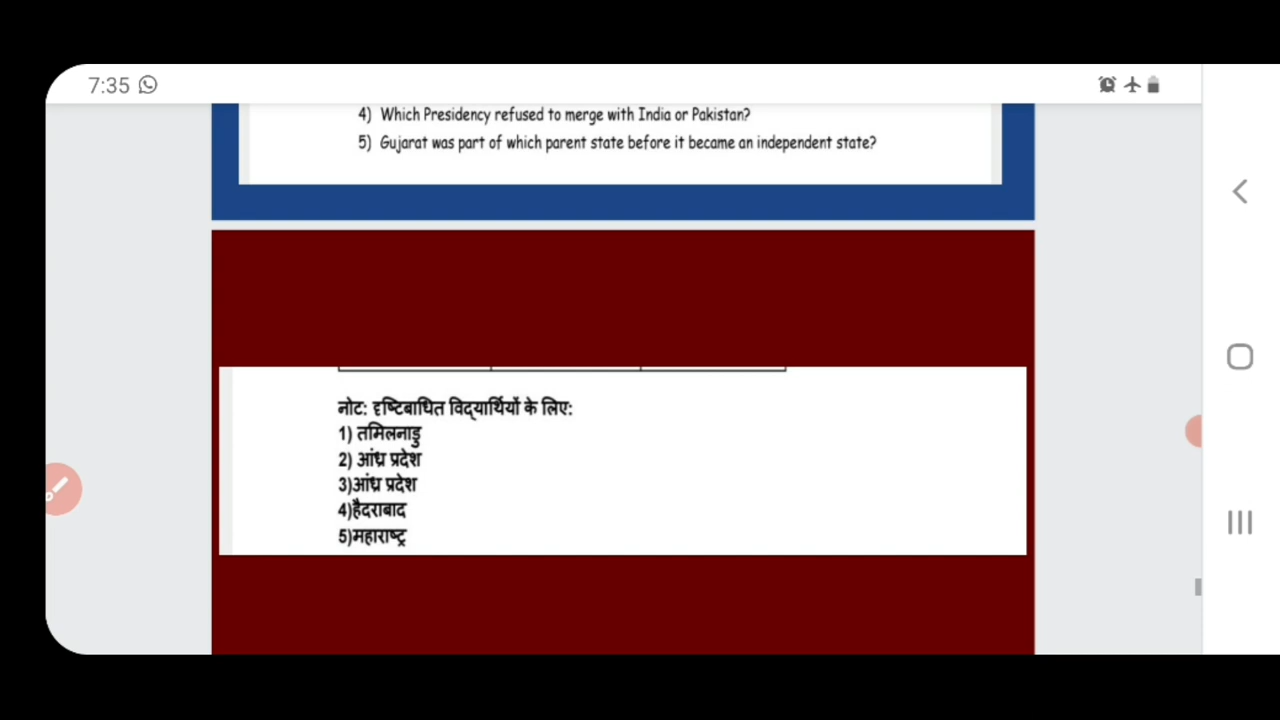 7:35
4) Which Presidency refused to merge with India or Pakistan?
5) Gujarat was part of which parent state before it became an independent state?
नोट: दृष्टिबाधित विद्यार्थियों के लिए:
1) तमिलनाडु
2) आंध्र प्रदेश
3)आंध्र प्रदेश
4)हैदराबाद
5)महाराष्ट्र